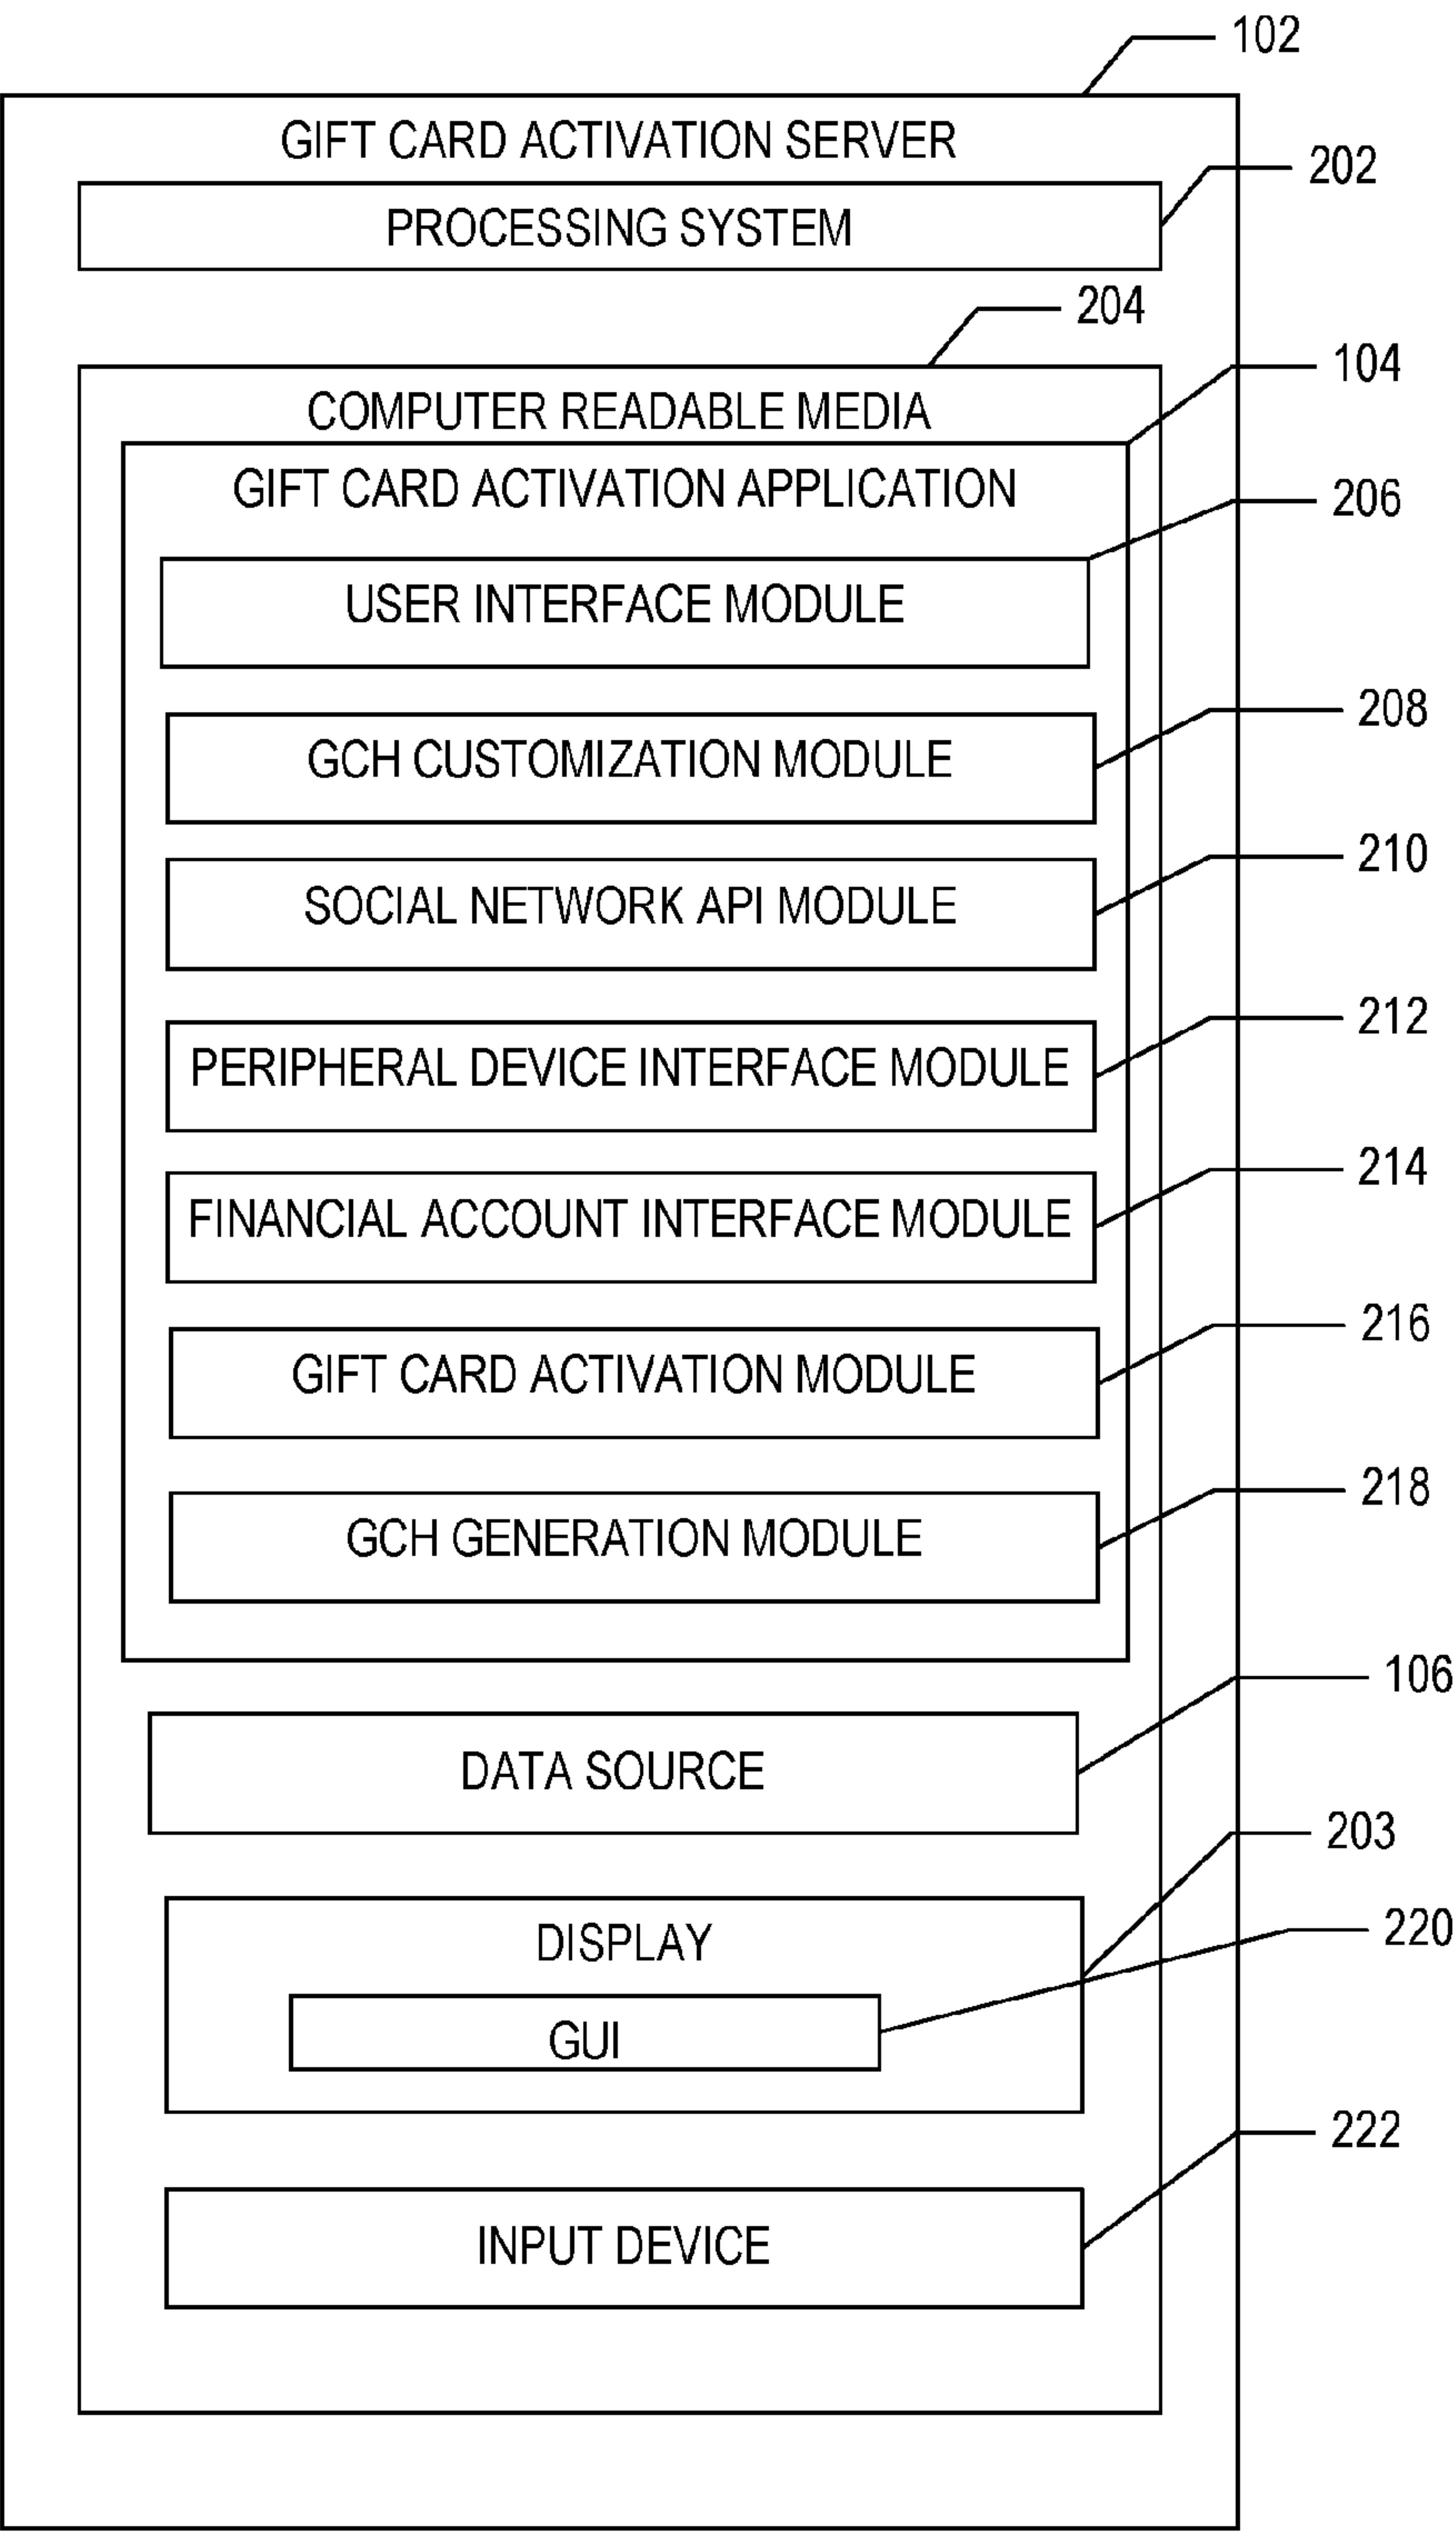 102
GIFT CARD ACTIVATION SERVER
202
PROCESSING SYSTEM
204
104
COMPUTER READABLE MEDIA
GIFT CARD ACTIVATION APPLICATION
206
USER INTERFACE MODULE
208
GCH CUSTOMIZATION MODULE
210
SOCIAL NETWORK API MODULE
212
PERIPHERAL DEVICE INTERFACE MODULE
214
FINANCIAL ACCOUNT INTERFACE MODULE
216
GIFT CARD ACTIVATION MODULE
218
GCH GENERATION MODULE
106
DATA SOURCE
203
220
DISPLAY
GUI
222
INPUT DEVICE